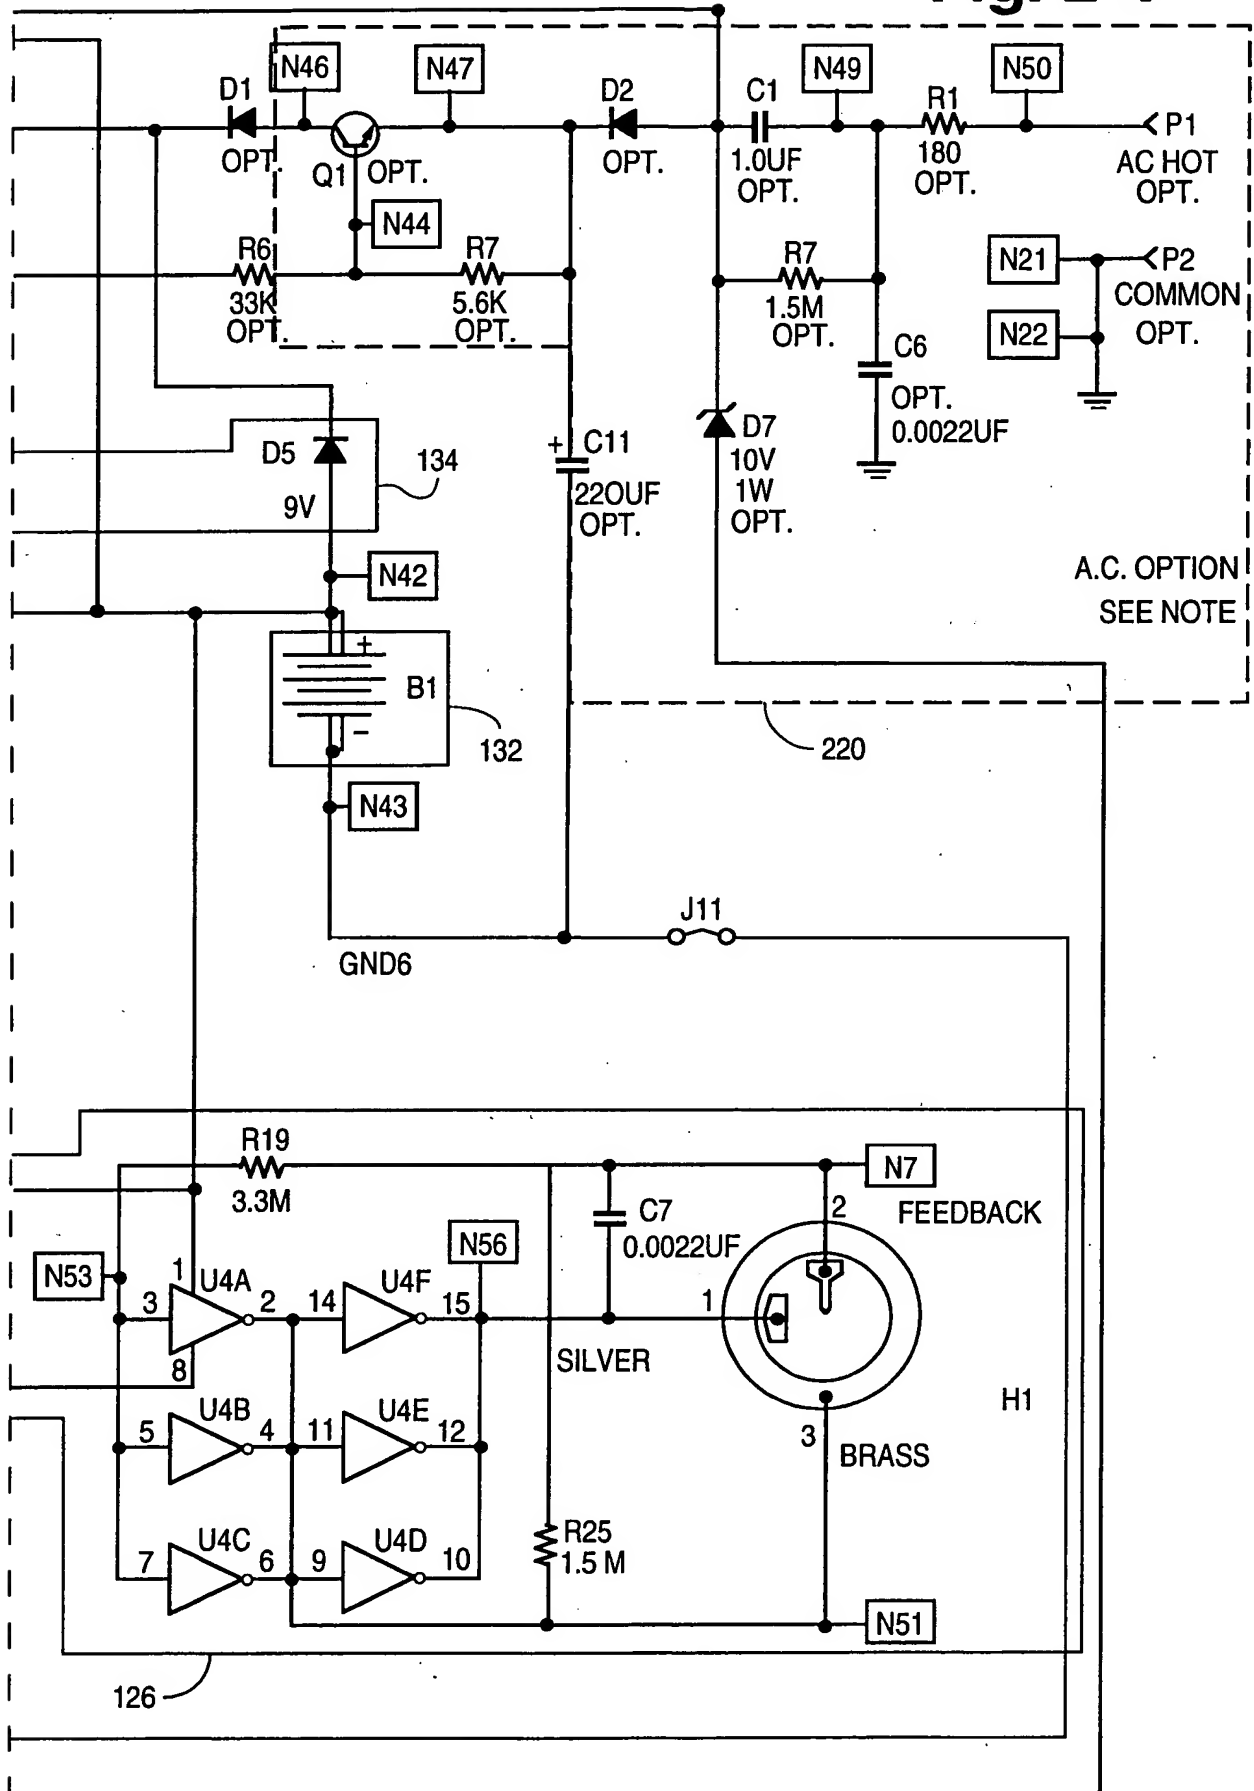 N46
N47
N49
N50
D1
D2
C1
R1
P1
OPT.
Q1
OPT.
OPT.
1.0UF
OPT.
180
OPT.
AC HOT
OPT.
N44
R6
R7
R7
N21
P2
33K
OPT.
5.6K
OPT.
1.5M
OPT.
COMMON
N22
OPT.
C6
OPT.
0.0022UF
D5
134
+
C11
D7
10V
1W
OPT.
9V
220UF
OPT.
N42
A.C. OPTION
SEE NOTE
+
B1
-
132
220
N43
J11
GND6
R19
3.3M
N7
2
FEEDBACK
C7
0.0022UF
N56
N53
1
U4A
U4F
3
2
14
15
1
8
SILVER
H1
U4B
U4E
5
4
11
12
3
BRASS
U4C
U4D
7
6
9
10
R25
1.5 M
N51
126